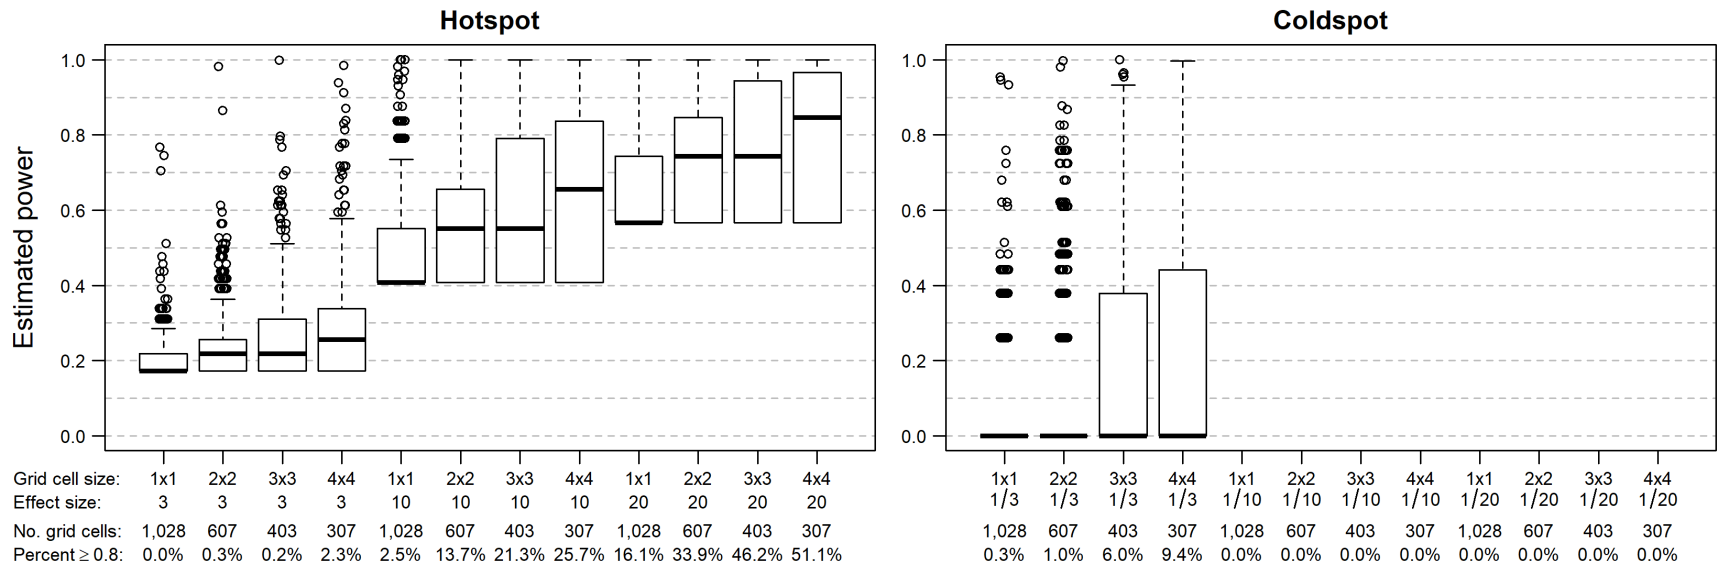 Hotspot
Coldspot
Estimated power
1.0
0.8
0.6
0.4
0.2
0.0
1.0
0.8
0.6
0.4
0.2
0.0
Grid cell size: 1x1 2x2 3x3 4x4 1x1 2x2 3x3 4x4 1x1 2x2 3x3 4x4
Effect size: 3 3 3 3 10 10 10 10 20 20 20 20
No. grid cells: 1,028 607 403 307 1,028 607 403 307 1,028 607 403 307
Percent ≥ 0.8: 0.0% 0.3% 0.2% 2.3% 2.5% 13.7% 21.3% 25.7% 16.1% 33.9% 46.2% 51.1%
1x1 2x2 3x3 4x4 1x1 2x2 3x3 4x4 1x1 2x2 3x3 4x4
1/3 1/3 1/3 1/3 1/10 1/10 1/10 1/10 1/20 1/20 1/20 1/20
1,028 607 403 307 1,028 607 403 307 1,028 607 403 307
0.3% 1.0% 6.0% 9.4% 0.0% 0.0% 0.0% 0.0% 0.0% 0.0% 0.0% 0.0%